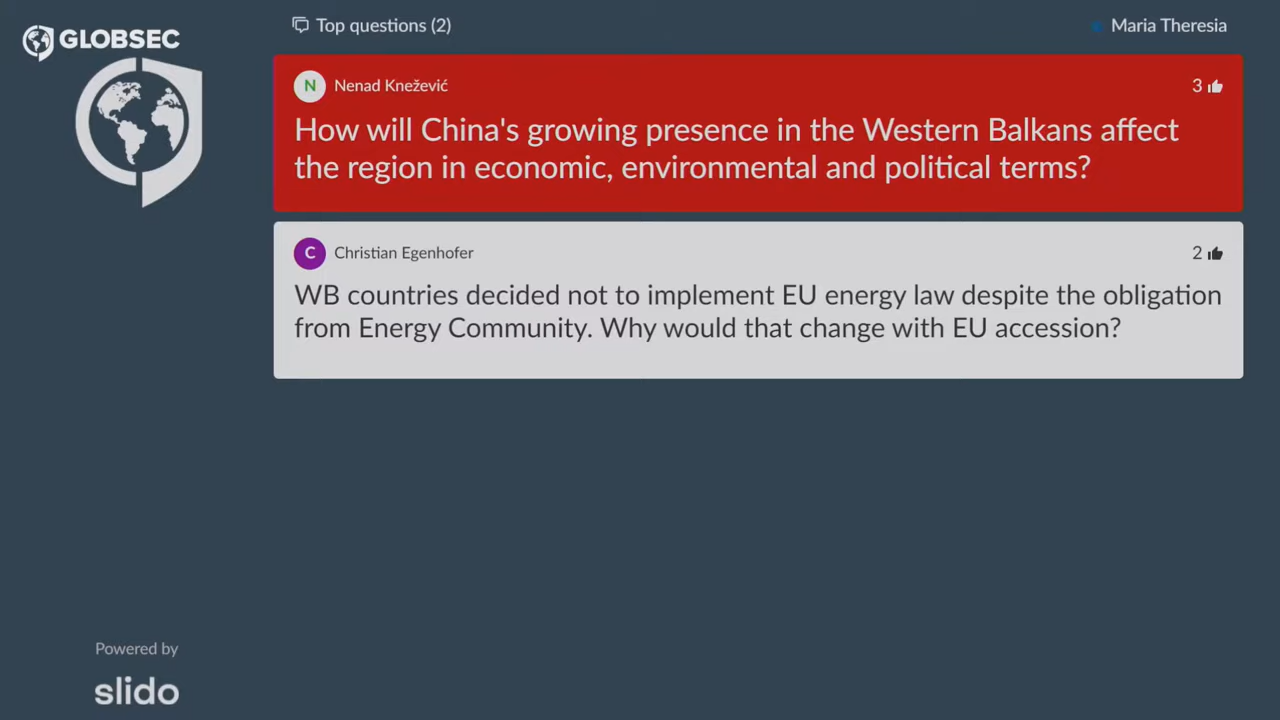 GLOBSEC
Top questions (2)
Maria Theresia
N
Nenad Knežević
3
How will China's growing presence in the Western Balkans affect
the region in economic, environmental and political terms?
C
Christian Egenhofer
2
WB countries decided not to implement EU energy law despite the obligation
from Energy Community. Why would that change with EU accession?
Powered by
slido